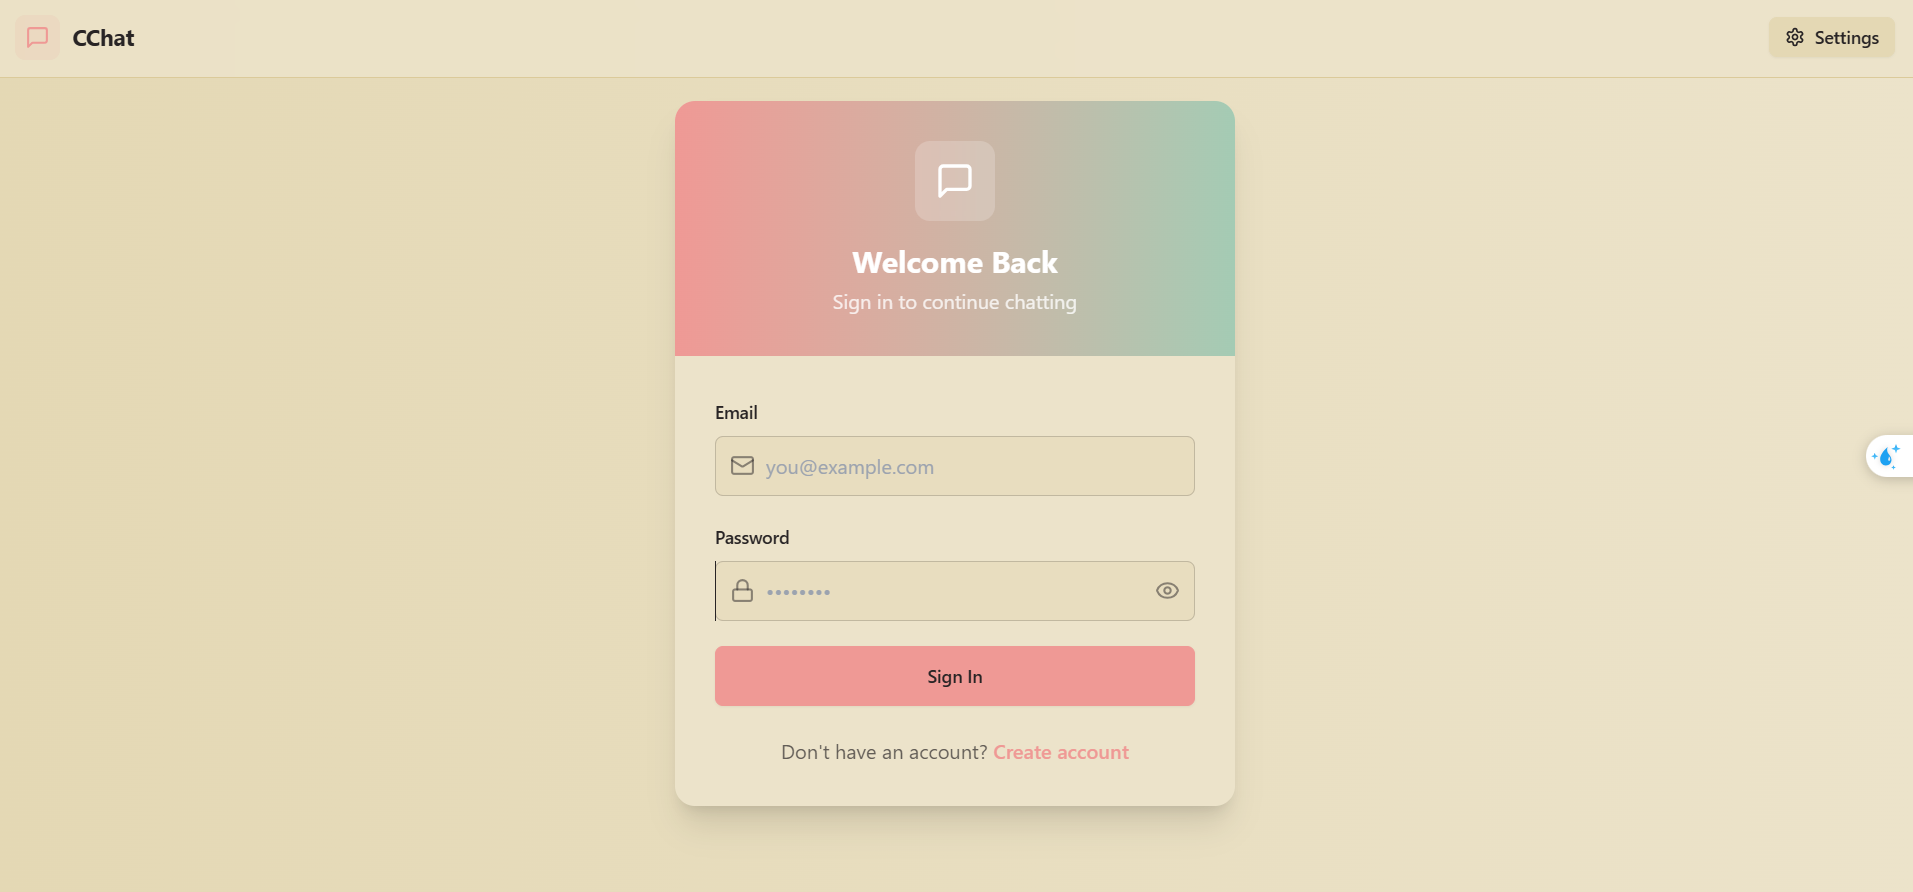 CChat
Settings
Welcome Back
Sign in to continue chatting
Email
you@example.com
Password
••••••••
Sign In
Don't have an account? Create account